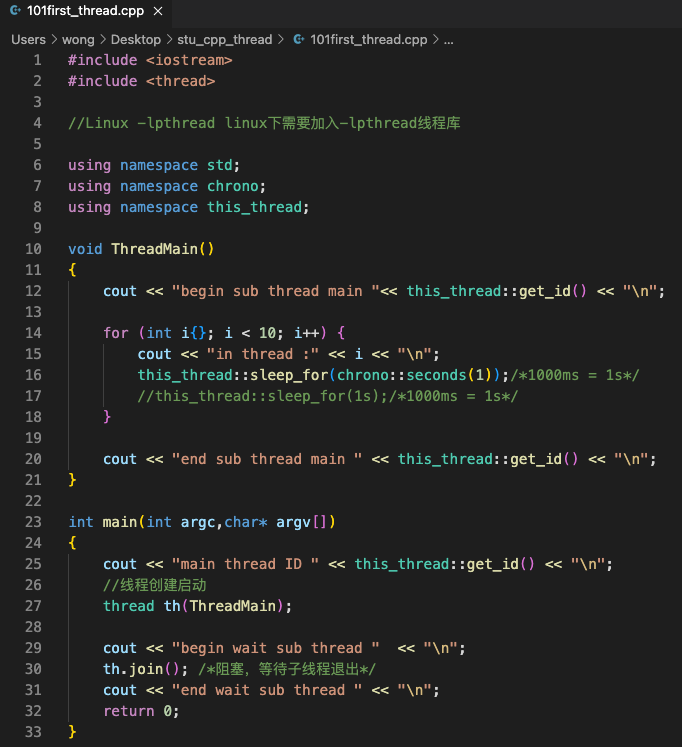 101first_thread.cpp ×
Users > wong > Desktop > stu_cpp_thread > 101first_thread.cpp > ...
1 #include <iostream>
2 #include <thread>
3
4 //Linux -lpthread linux下需要加入-lpthread线程库
5
6 using namespace std;
7 using namespace chrono;
8 using namespace this_thread;
9
10 void ThreadMain()
11 {
12     cout << "begin sub thread main "<< this_thread::get_id() << "\n";
13
14     for (int i{}; i < 10; i++) {
15         cout << "in thread :" << i << "\n";
16         this_thread::sleep_for(chrono::seconds(1));/*1000ms = 1s*/
17         //this_thread::sleep_for(1s);/*1000ms = 1s*/
18     }
19
20     cout << "end sub thread main " << this_thread::get_id() << "\n";
21 }
22
23 int main(int argc,char* argv[])
24 {
25     cout << "main thread ID " << this_thread::get_id() << "\n";
26     //线程创建启动
27     thread th(ThreadMain);
28
29     cout << "begin wait sub thread "  << "\n";
30     th.join(); /*阻塞，等待子线程退出*/
31     cout << "end wait sub thread " << "\n";
32     return 0;
33 }